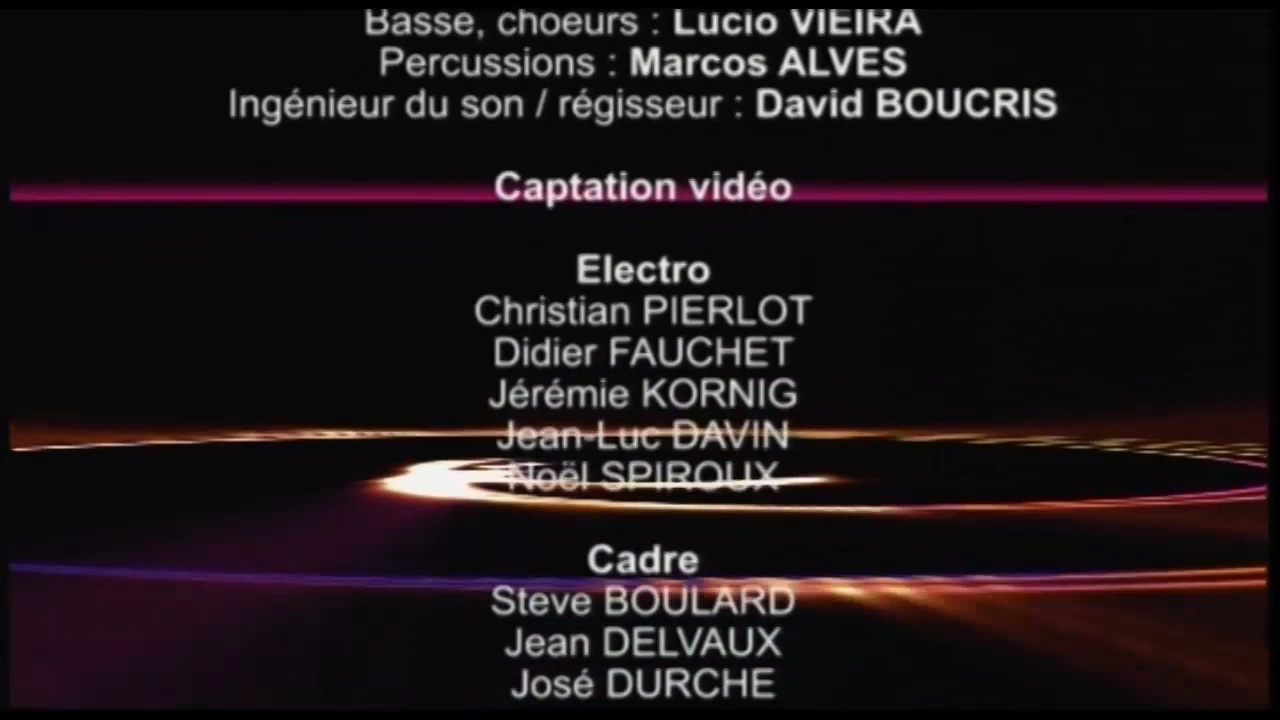 Basse, choeurs : Lucio VIEIRA
Percussions : Marcos ALVES
Ingénieur du son / régisseur : David BOUCRIS
Captation vidéo
Electro
Christian PIERLOT
Didier FAUCHET
Jérémie KORNIG
Jean-Luc DAVIN
Noël SPIROUX
Cadre
Steve BOULARD
Jean DELVAUX
José DURCHE